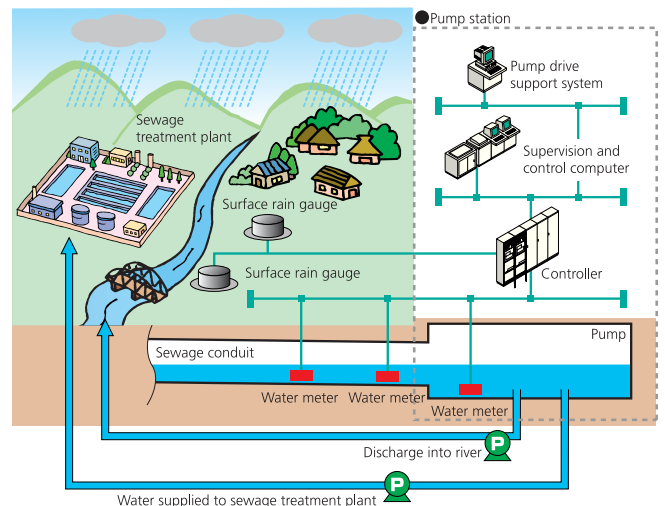 ●Pump station
Pump drive
support system
Sewage
treatment plant
Supervision and
control computer
Surface rain gauge
Surface rain gauge
Controller
Pump
Sewage conduit
Water meter
Water meter
Water meter
Discharge into river
P
P
Water supplied to sewage treatment plant